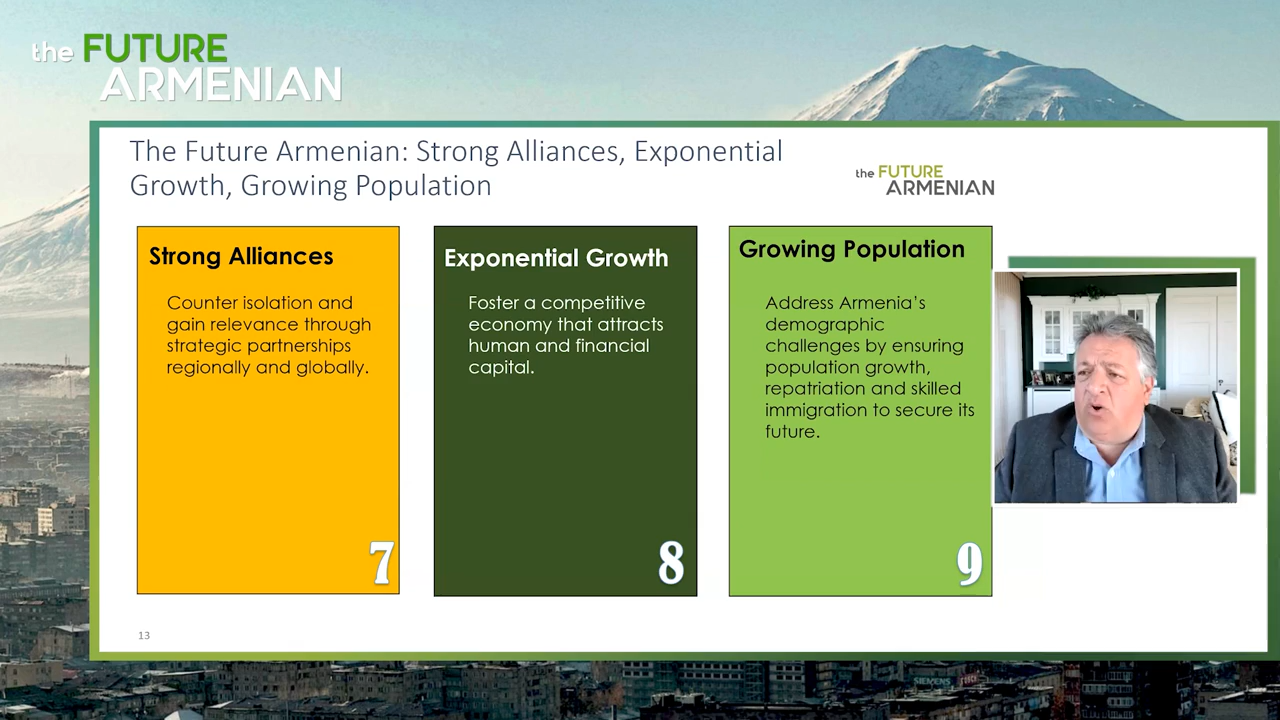 the FUTURE
ARMENIAN
The Future Armenian: Strong Alliances, Exponential
Growth, Growing Population
the FUTURE
ARMENIAN
Strong Alliances
Counter isolation and
gain relevance through
strategic partnerships
regionally and globally.
7
Exponential Growth
Foster a competitive
economy that attracts
human and financial
capital.
8
Growing Population
Address Armenia’s
demographic
challenges by ensuring
population growth,
repatriation and skilled
immigration to secure its
future.
9
13
SIEMENS